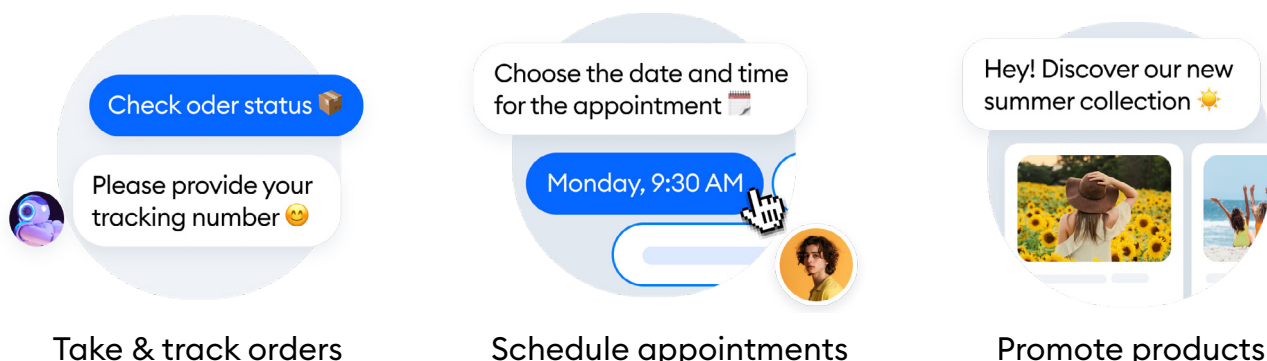 Check oder status 📦
Please provide your
tracking number 😊
Take & track orders
Choose the date and time
for the appointment 🗓️
Monday, 9:30 AM
Schedule appointments
Hey! Discover our new
summer collection ☀️
Promote products